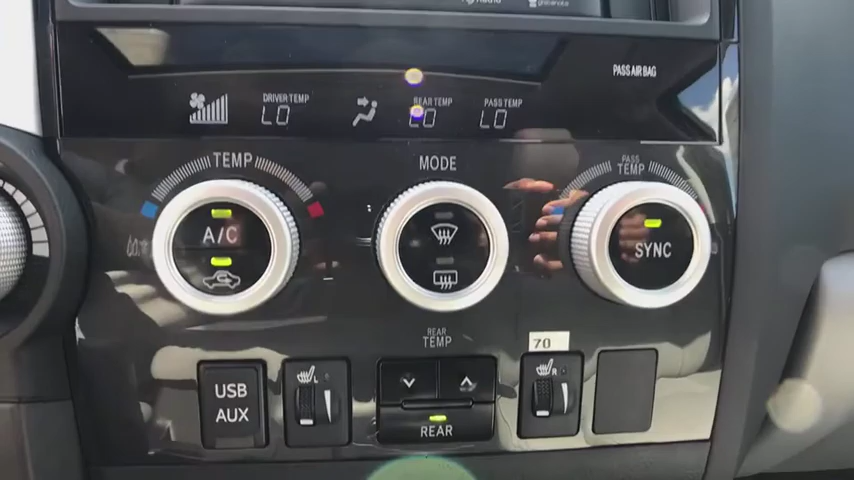 PASS AIR BAG
DRIVER TEMP
REAR TEMP
PASS TEMP
LO
LO
LO
TEMP
MODE
PASS
TEMP
A/C
SYNC
REAR
TEMP
70
L
R
USB
AUX
REAR